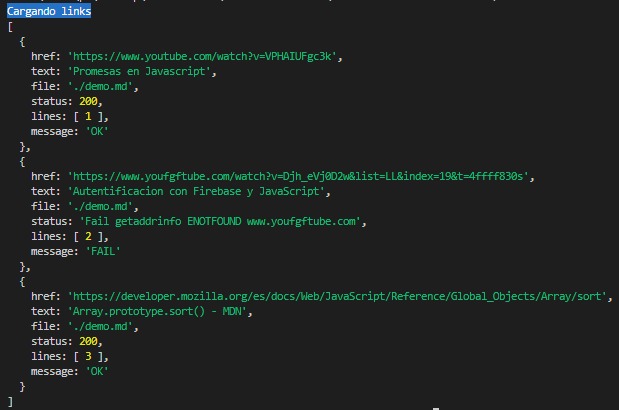 Cargando links
[
  {
    href: 'https://www.youtube.com/watch?v=VPHAIUFgc3k',
    text: 'Promesas en Javascript',
    file: './demo.md',
    status: 200,
    lines: [ 1 ],
    message: 'OK'
  },
  {
    href: 'https://www.youfgftube.com/watch?v=Djh_eVj0D2w&list=LL&index=19&t=4ffff830s',
    text: 'Autentificacion con Firebase y JavaScript',
    file: './demo.md',
    status: 'Fail getaddrinfo ENOTFOUND www.youfgftube.com',
    lines: [ 2 ],
    message: 'FAIL'
  },
  {
    href: 'https://developer.mozilla.org/es/docs/Web/JavaScript/Reference/Global_Objects/Array/sort',
    text: 'Array.prototype.sort() - MDN',
    file: './demo.md',
    status: 200,
    lines: [ 3 ],
    message: 'OK'
  }
]